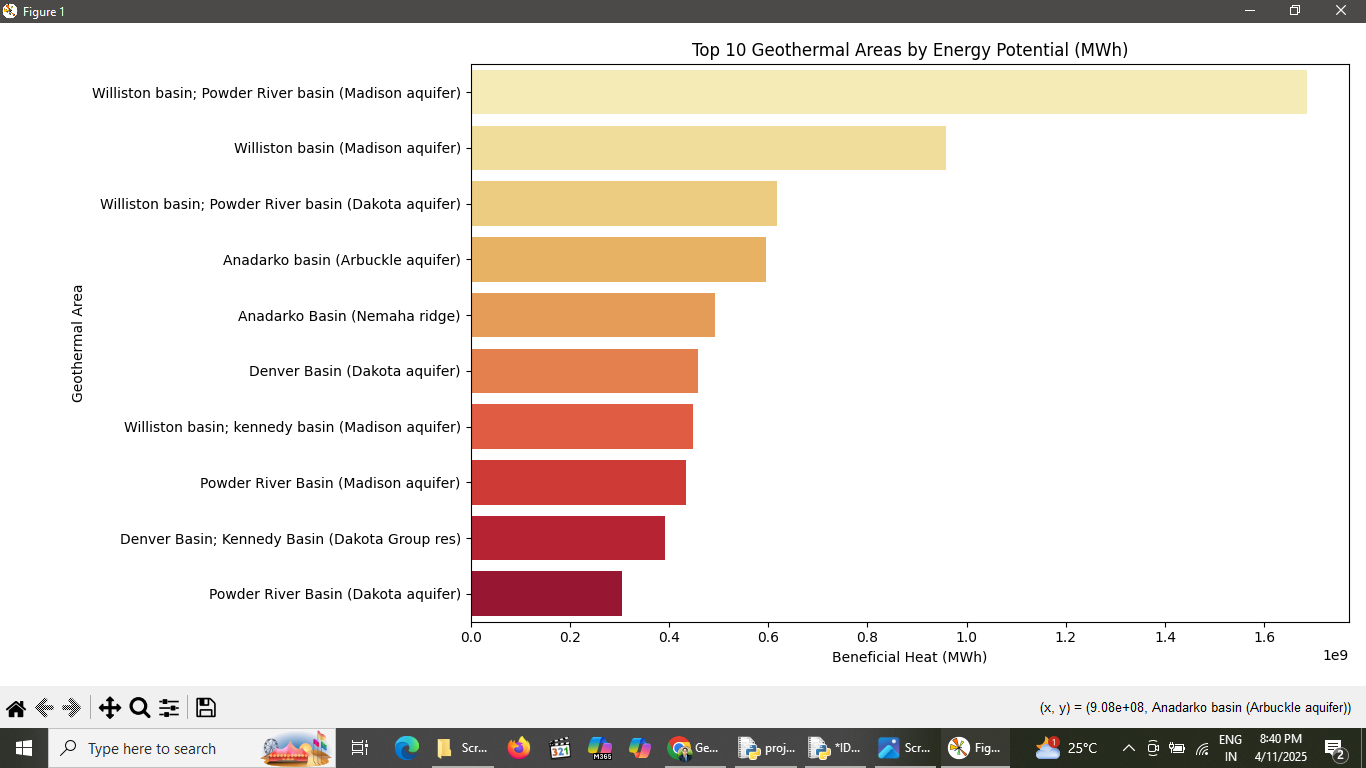 Figure 1
Top 10 Geothermal Areas by Energy Potential (MWh)
Geothermal Area
Williston basin; Powder River basin (Madison aquifer)
Williston basin (Madison aquifer)
Williston basin; Powder River basin (Dakota aquifer)
Anadarko basin (Arbuckle aquifer)
Anadarko Basin (Nemaha ridge)
Denver Basin (Dakota aquifer)
Williston basin; kennedy basin (Madison aquifer)
Powder River Basin (Madison aquifer)
Denver Basin; Kennedy Basin (Dakota Group res)
Powder River Basin (Dakota aquifer)
0.0 0.2 0.4 0.6 0.8 1.0 1.2 1.4 1.6
1e9
Beneficial Heat (MWh)
(x, y) = (9.08e+08, Anadarko basin (Arbuckle aquifer))
Type here to search
321
M365
Scr...
Ge...
proj...
*ID...
Scr...
Fig...
1
25°C
ENG
IN
8:40 PM
4/11/2025
2